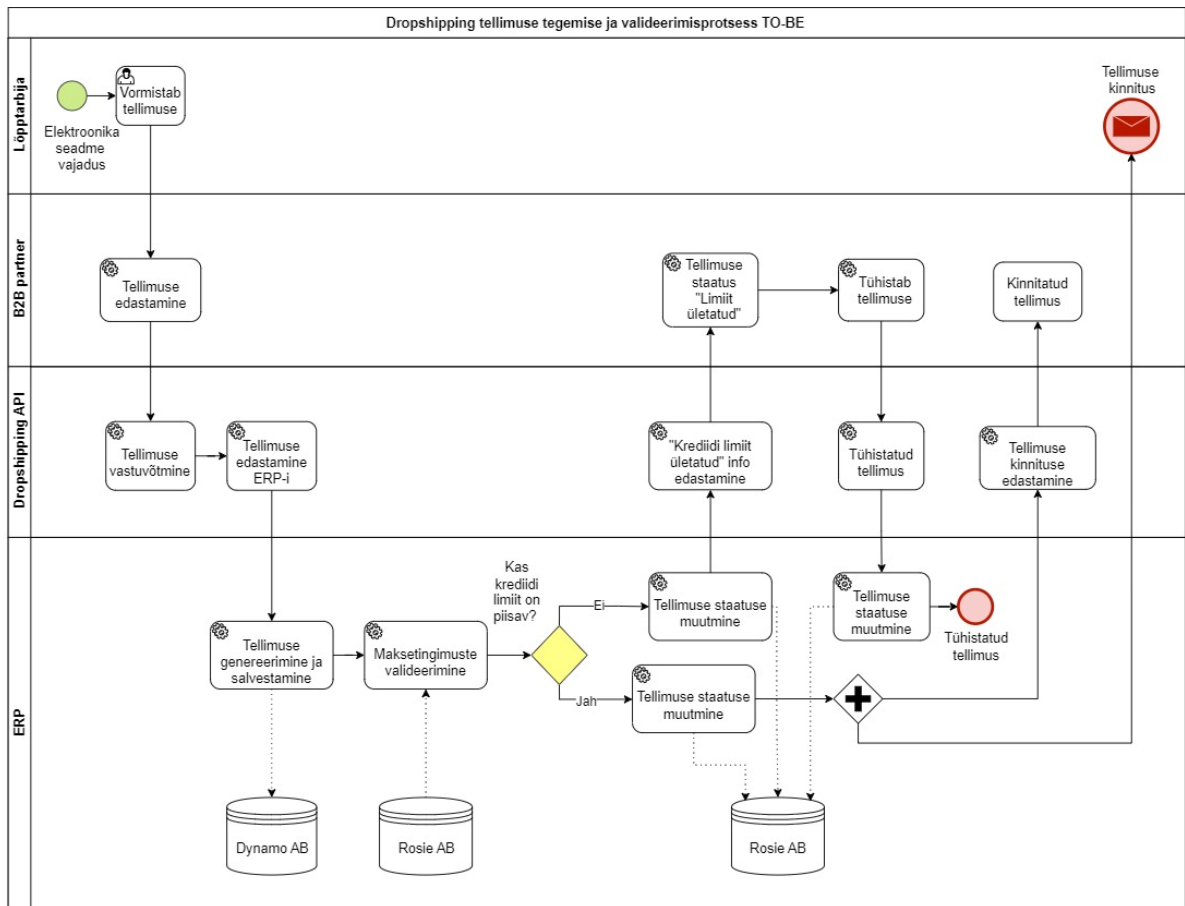 Dropshipping tellimuse tegemise ja valideerimisprotsess TO-BE
Lõpptarbija
Elektroonika
seadme
vajadus
Vormistab
tellimuse
Tellimuse
kinnitus
B2B partner
Tellimuse
edastamine
Tellimuse
staatus
"Limiit
ületatud"
Tühistab
tellimuse
Kinnitatud
tellimus
Dropshipping API
Tellimuse
vastuvõtmine
Tellimuse
edastamine
ERP-i
"Krediidi limiit
ületatud" info
edastamine
Tühistatud
tellimus
Tellimuse
kinnituse
edastamine
ERP
Tellimuse
genereerimine ja
salvestamine
Maksetingimuste
valideerimine
Kas
krediidi
limiit on
piisav?
Ei
Tellimuse staatuse
muutmine
Jah
Tellimuse staatuse
muutmine
Tellimuse
staatuse
muutmine
Tühistatud
tellimus
Dynamo AB
Rosie AB
Rosie AB